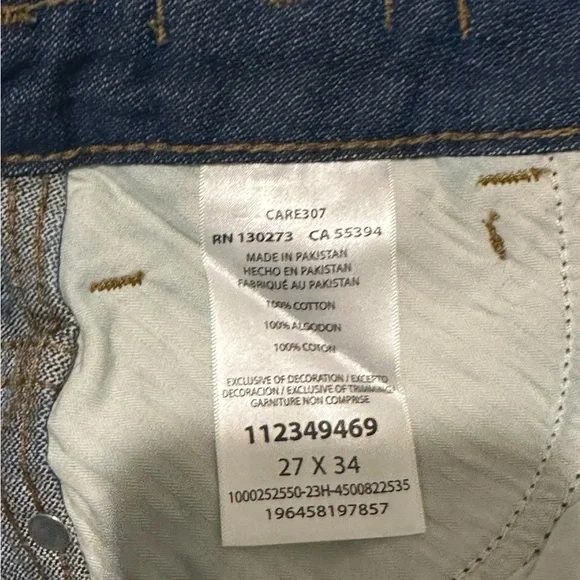 CARE307
RN 130273 CA 55394
MADE IN PAKISTAN
HECHO EN PAKISTAN
FABRIQUÉ AU PAKISTAN
100% COTTON
100% ALGODON
100% COTON
EXCLUSIVE OF DECORATION / EXCEPTO
DECORACION / EXCLUSIVE OF TRIMMING/
GARNITURE NON COMPRISE
112349469
27 X 34
1000252550-23H-4500822535
196458197857